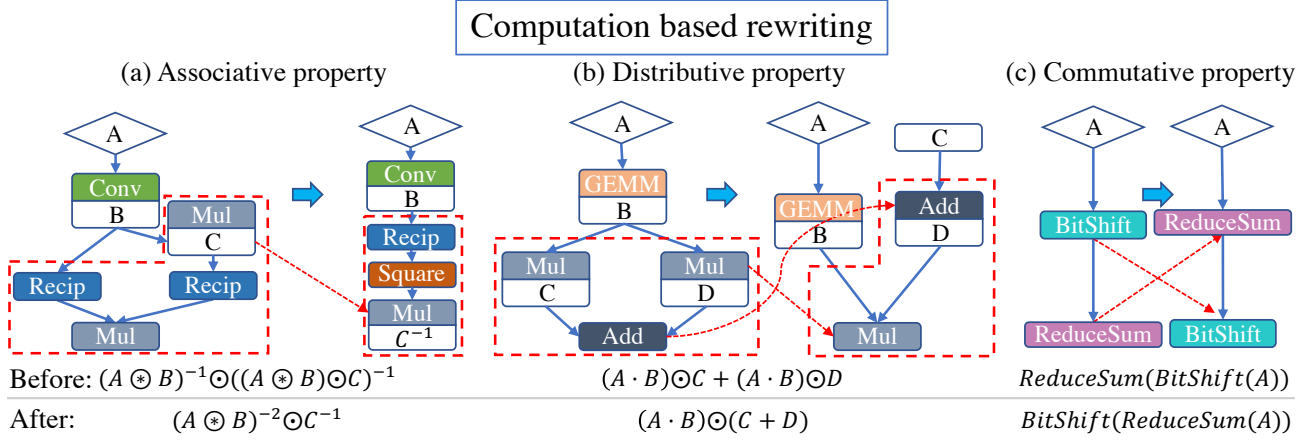 Computation based rewriting
(a) Associative property
(b) Distributive property
(c) Commutative property
A
Conv
B
Mul
C
Recip
Recip
Mul
A
Conv
B
Recip
Square
Mul
C⁻¹
A
GEMM
B
Mul
C
Mul
D
Add
A
GEMM
B
C
Add
D
Mul
A
BitShift
ReduceSum
A
ReduceSum
BitShift
Before: (A ⊛ B)⁻¹⊙((A ⊛ B)⊙C)⁻¹
(A · B)⊙C + (A · B)⊙D
ReduceSum(BitShift(A))
After: (A ⊛ B)⁻²⊙C⁻¹
(A · B)⊙(C + D)
BitShift(ReduceSum(A))